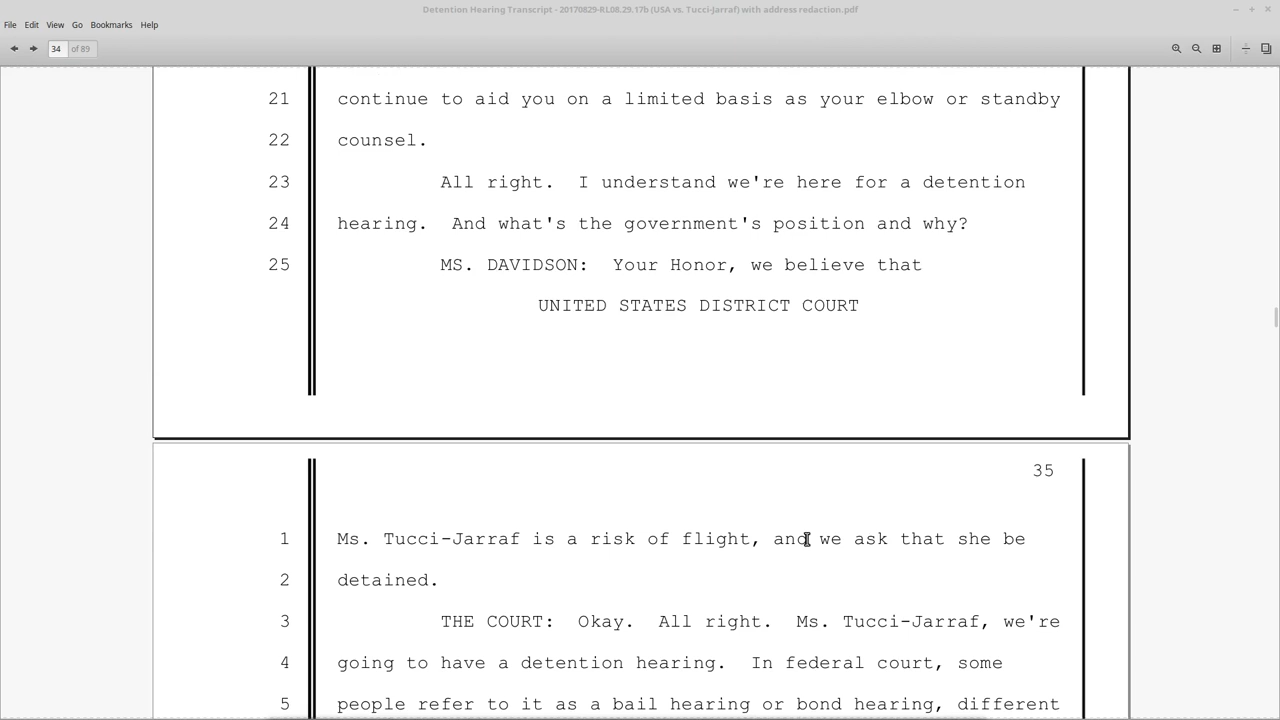 Detention Hearing Transcript - 20170829-RL08.29.17b (USA vs. Tucci-Jarraf) with address redaction.pdf
File Edit View Go Bookmarks Help
34 of 89
21 continue to aid you on a limited basis as your elbow or standby
22 counsel.
23 All right. I understand we're here for a detention
24 hearing. And what's the government's position and why?
25 MS. DAVIDSON: Your Honor, we believe that
UNITED STATES DISTRICT COURT
35
1 Ms. Tucci-Jarraf is a risk of flight, and we ask that she be
2 detained.
3 THE COURT: Okay. All right. Ms. Tucci-Jarraf, we're
4 going to have a detention hearing. In federal court, some
5 people refer to it as a bail hearing or bond hearing, different